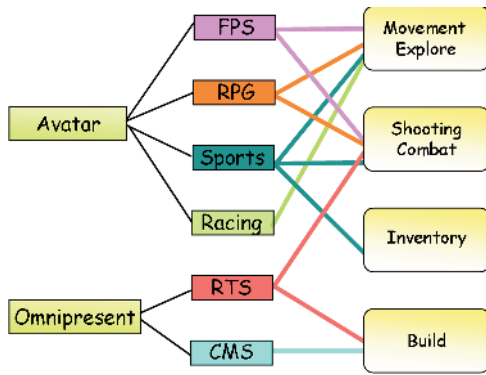 FPS
Movement
Explore
RPG
Avatar
Shooting
Combat
Sports
Racing
Inventory
RTS
Omnipresent
Build
CMS